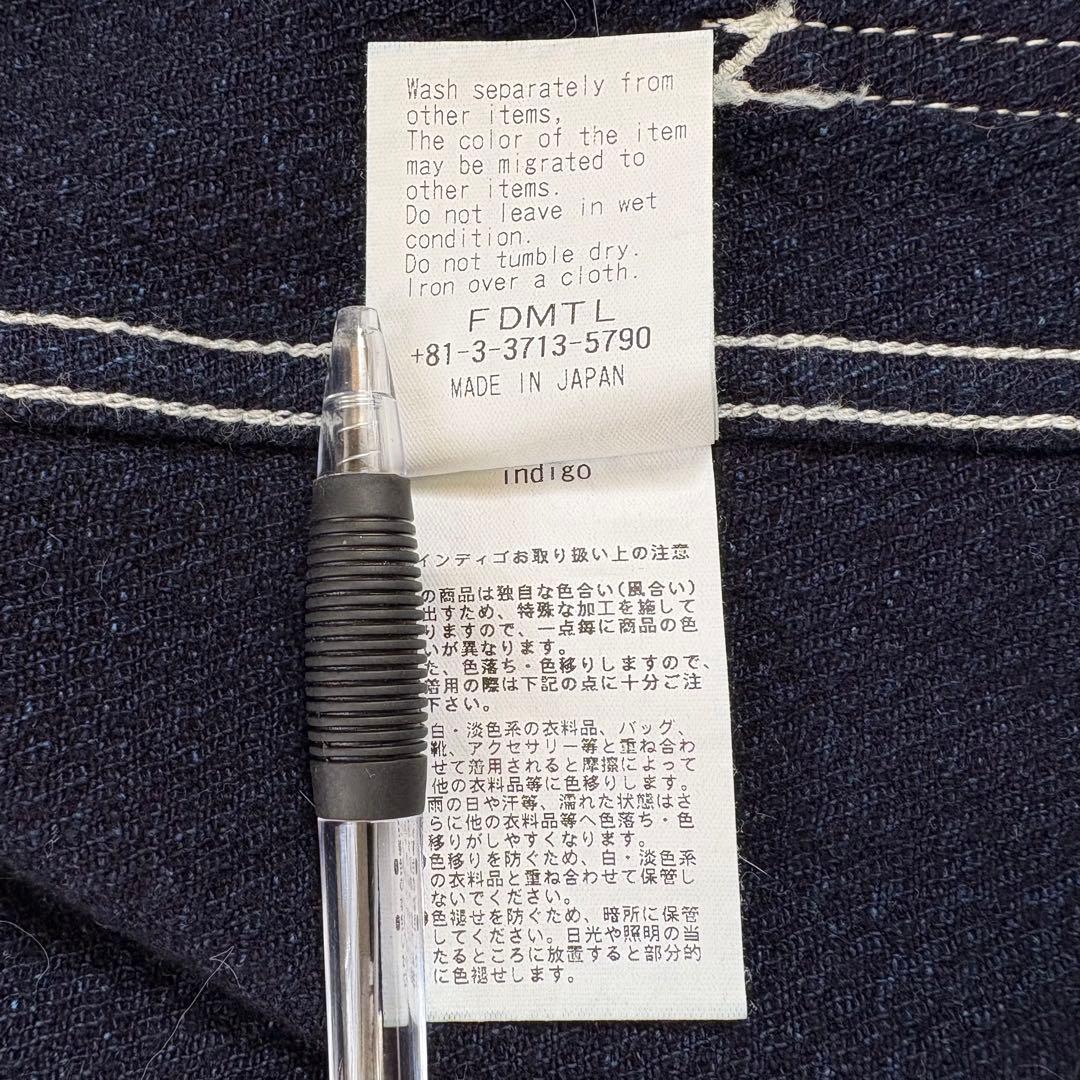 Wash separately from
other items,
The color of the item
may be migrated to
other items.
Do not leave in wet
condition.
Do not tumble dry.
Iron over a cloth.
FDMTL
+81-3-3713-5790
MADE IN JAPAN
indigo
インディゴお取り扱い上の注意
の商品は独自な色合い(風合い)
出すため、特殊な加工を施して
りますので、一点毎に商品の色
いが異なります。
た、色落ち・色移りしますので、
着用の際は下記の点に十分ご注
下さい。
白・淡色系の衣料品、バッグ、
靴、アクセサリー等と重ね合わ
せて着用されると摩擦によって
他の衣料品等に色移りします。
雨の日や汗等、濡れた状態はさ
らに他の衣料品等へ色落ち・色
移りがしやすくなります。
●色移りを防ぐため、白・淡色系
の衣料品と重ね合わせて保管し
ないでください。
●色褪せを防ぐため、暗所に保管
してください。日光や照明の当
たるところに放置すると部分的
に色褪せします。